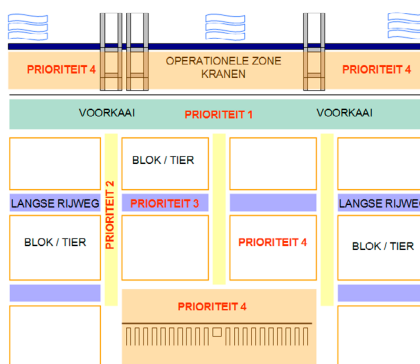 PRIORITEIT 4
OPERATIONELE ZONE
KRANEN
PRIORITEIT 4
VOORKAAI
PRIORITEIT 1
VOORKAAI
BLOK / TIER
PRIORITEIT 2
LANGSE RIJWEG
PRIORITEIT 3
LANGSE RIJWEG
BLOK / TIER
PRIORITEIT 4
BLOK / TIER
PRIORITEIT 4